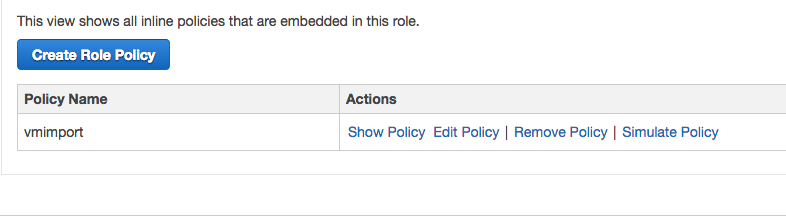 This view shows all inline policies that are embedded in this role.
Create Role Policy
Policy Name Actions
vmimport Show Policy Edit Policy | Remove Policy | Simulate Policy